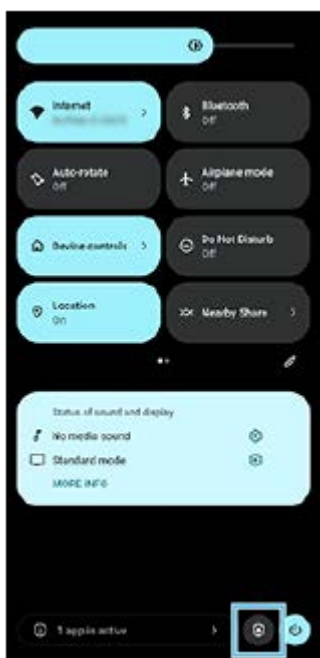 Internet
Bluetooth
Off
Auto-rotate
Off
Airplane mode
Off
Device controls
Do Not Disturb
Off
Location
On
Nearby Share
Status of sound and display
No media sound
Standard mode
MORE INFO
1 app is active